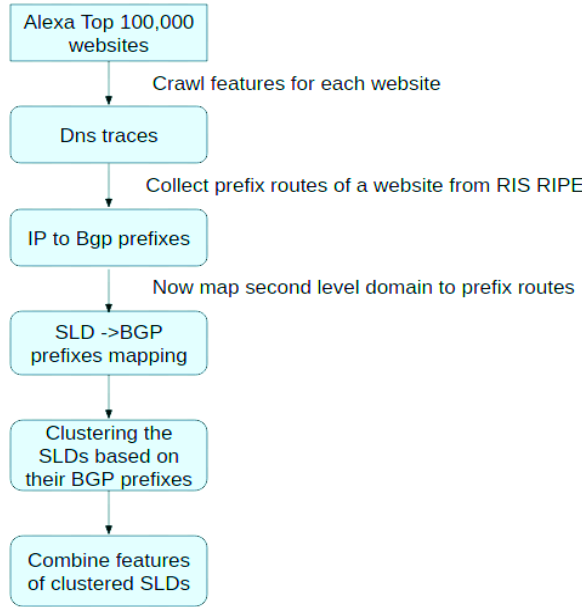 Alexa Top 100,000
websites
Crawl features for each website
Dns traces
Collect prefix routes of a website from RIS RIPE
IP to Bgp prefixes
Now map second level domain to prefix routes
SLD ->BGP
prefixes mapping
Clustering the
SLDs based on
their BGP prefixes
Combine features
of clustered SLDs